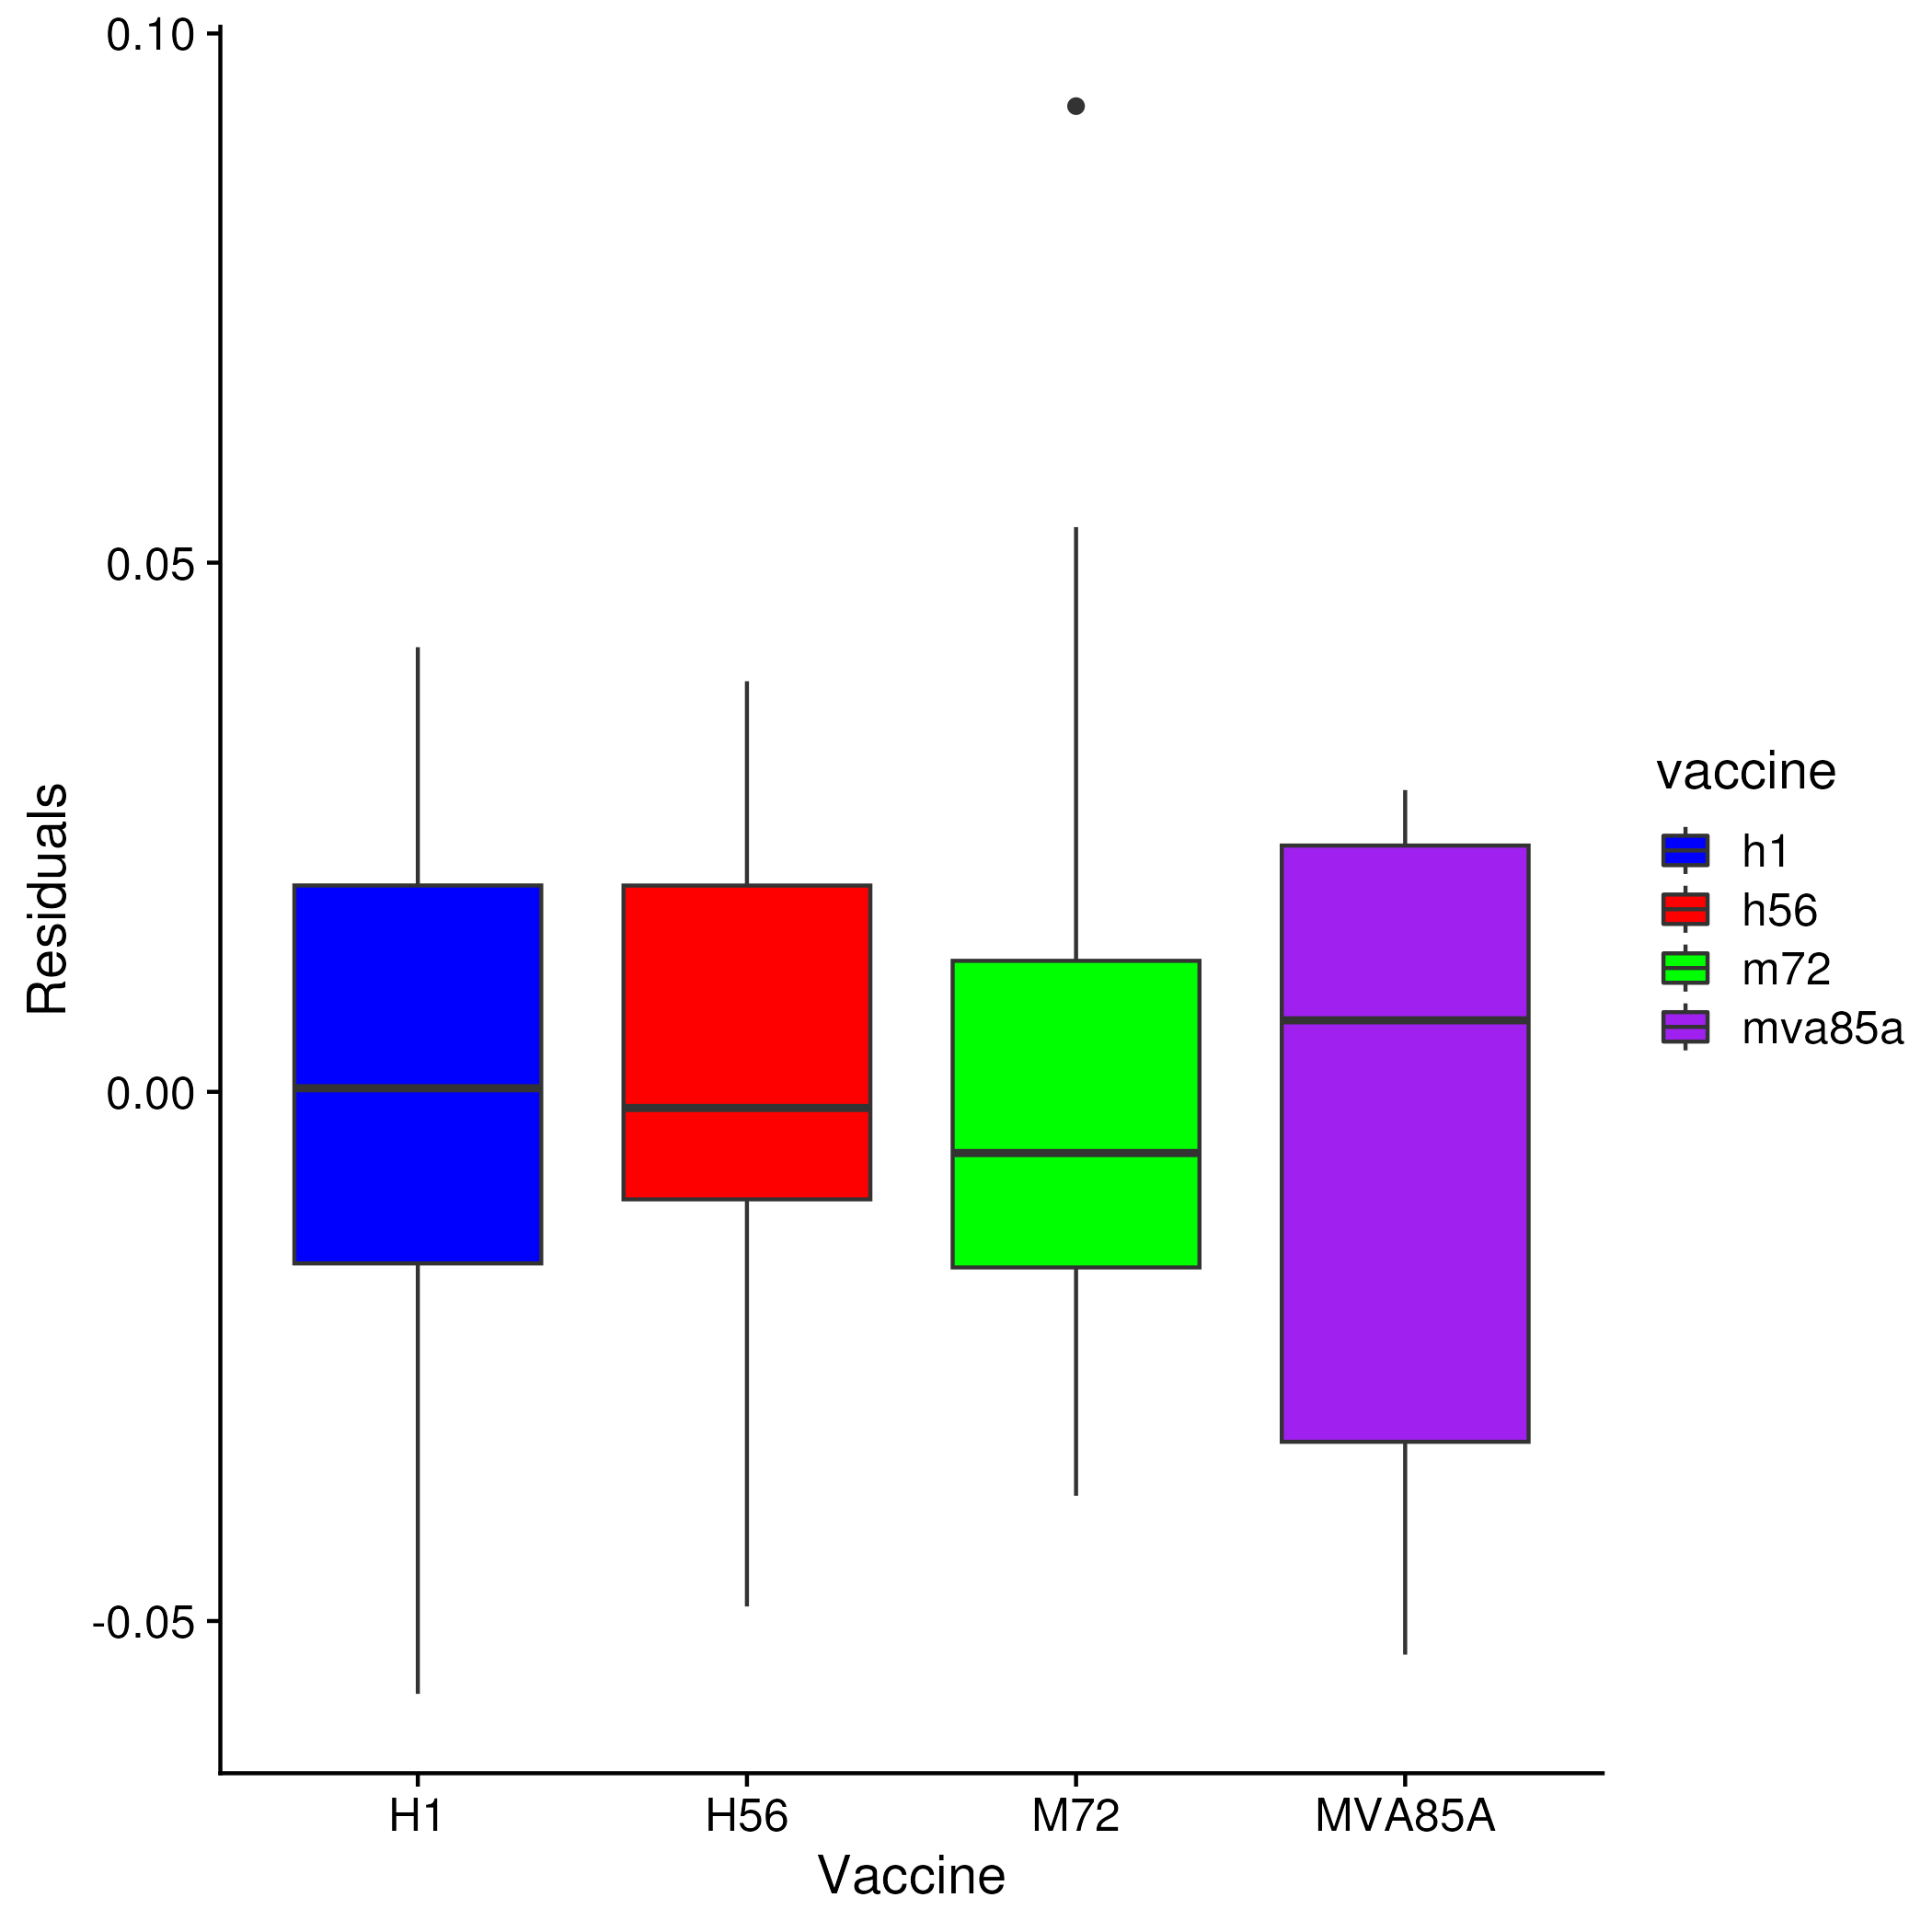 0.10
0.05
0.00
-0.05
Residuals
H1
H56
M72
MVA85A
Vaccine
vaccine
h1
h56
m72
mva85a